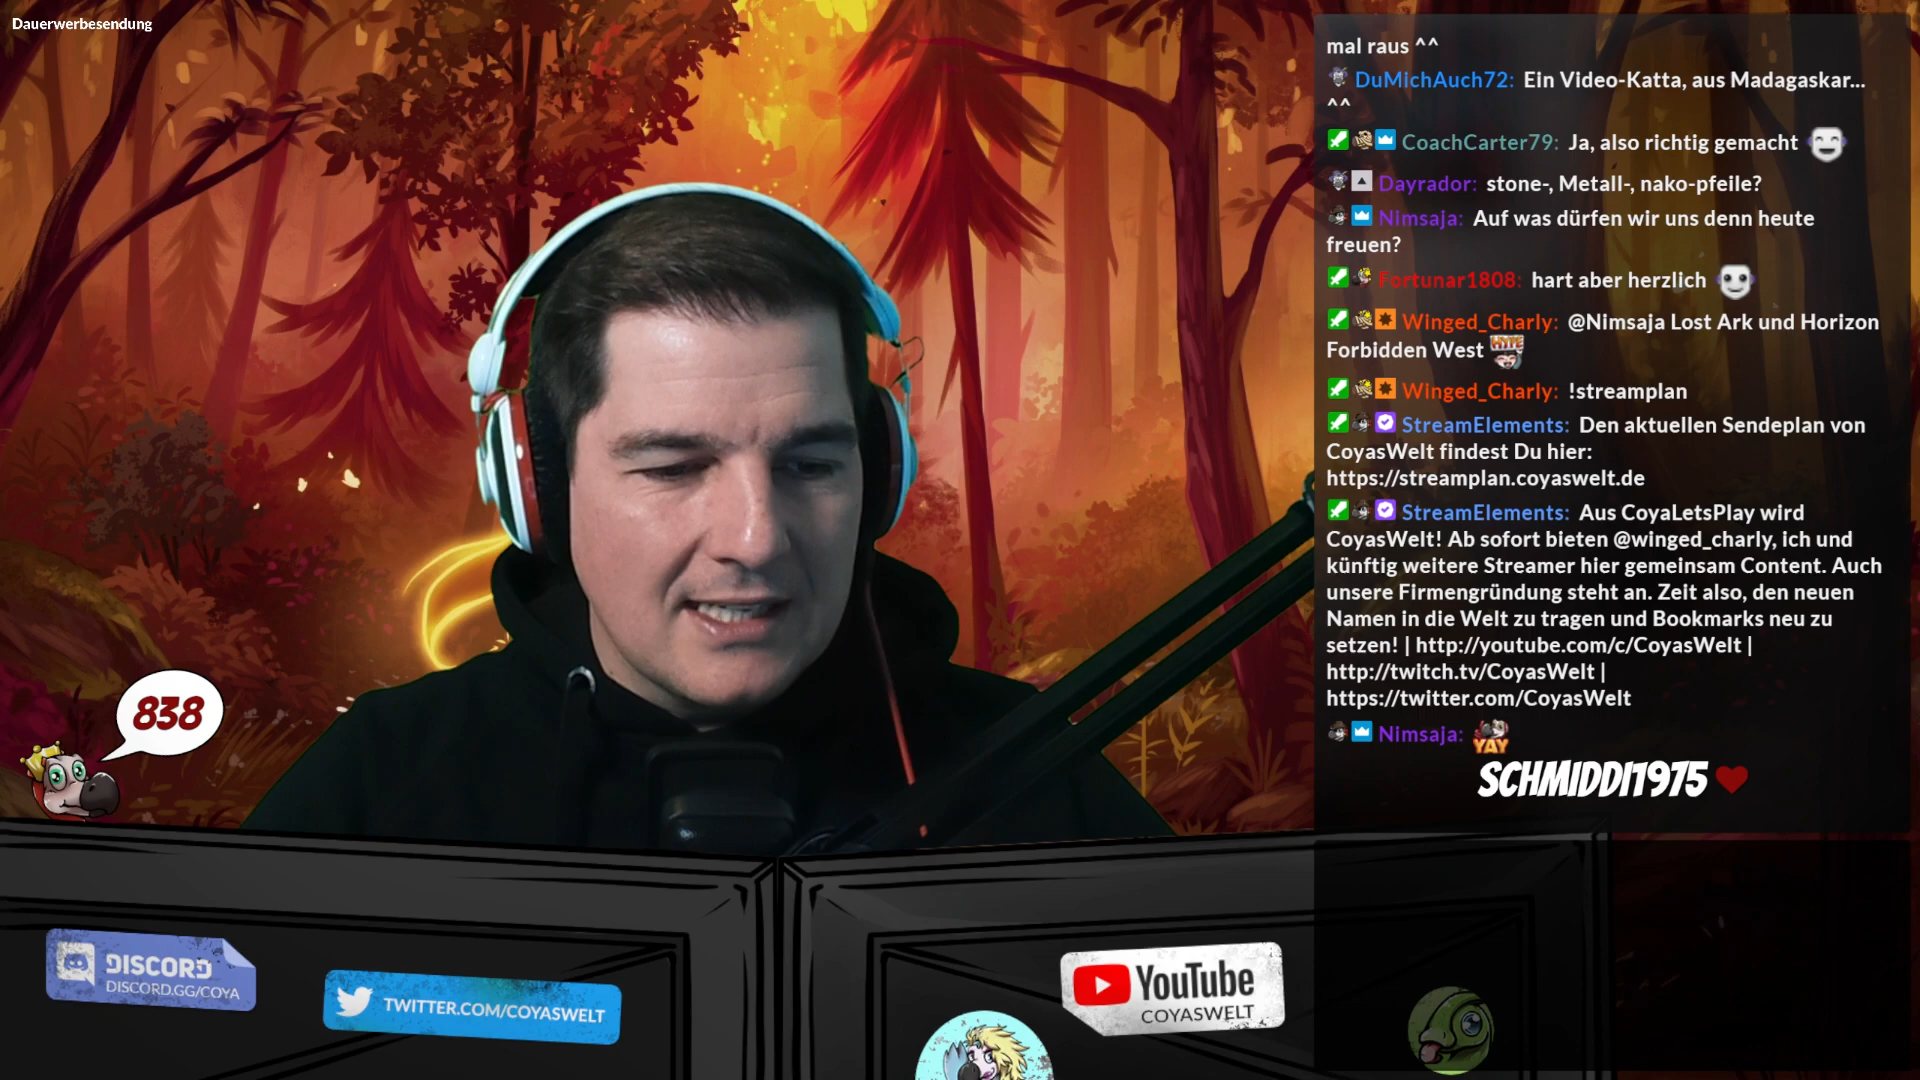 Dauerwerbesendung
mal raus ^^
DuMichAuch72: Ein Video-Katta, aus Madagaskar...
^^
CoachCarter79: Ja, also richtig gemacht
Dayrador: stone-, Metall-, nako-pfeile?
Nimsaja: Auf was dürfen wir uns denn heute
freuen?
Fortunar1808: hart aber herzlich
Winged_Charly: @Nimsaja Lost Ark und Horizon
Forbidden West HYPE
Winged_Charly: !streamplan
StreamElements: Den aktuellen Sendeplan von
CoyasWelt findest Du hier:
https://streamplan.coyaswelt.de
StreamElements: Aus CoyaLetsPlay wird
CoyasWelt! Ab sofort bieten @winged_charly, ich und
künftig weitere Streamer hier gemeinsam Content. Auch
unsere Firmengründung steht an. Zeit also, den neuen
Namen in die Welt zu tragen und Bookmarks neu zu
setzen! | http://youtube.com/c/CoyasWelt |
http://twitch.tv/CoyasWelt |
https://twitter.com/CoyasWelt
Nimsaja: YAY
SCHMIDDI1975
838
DISCORD
DISCORD.GG/COYA
TWITTER.COM/COYASWELT
YouTube
COYASWELT